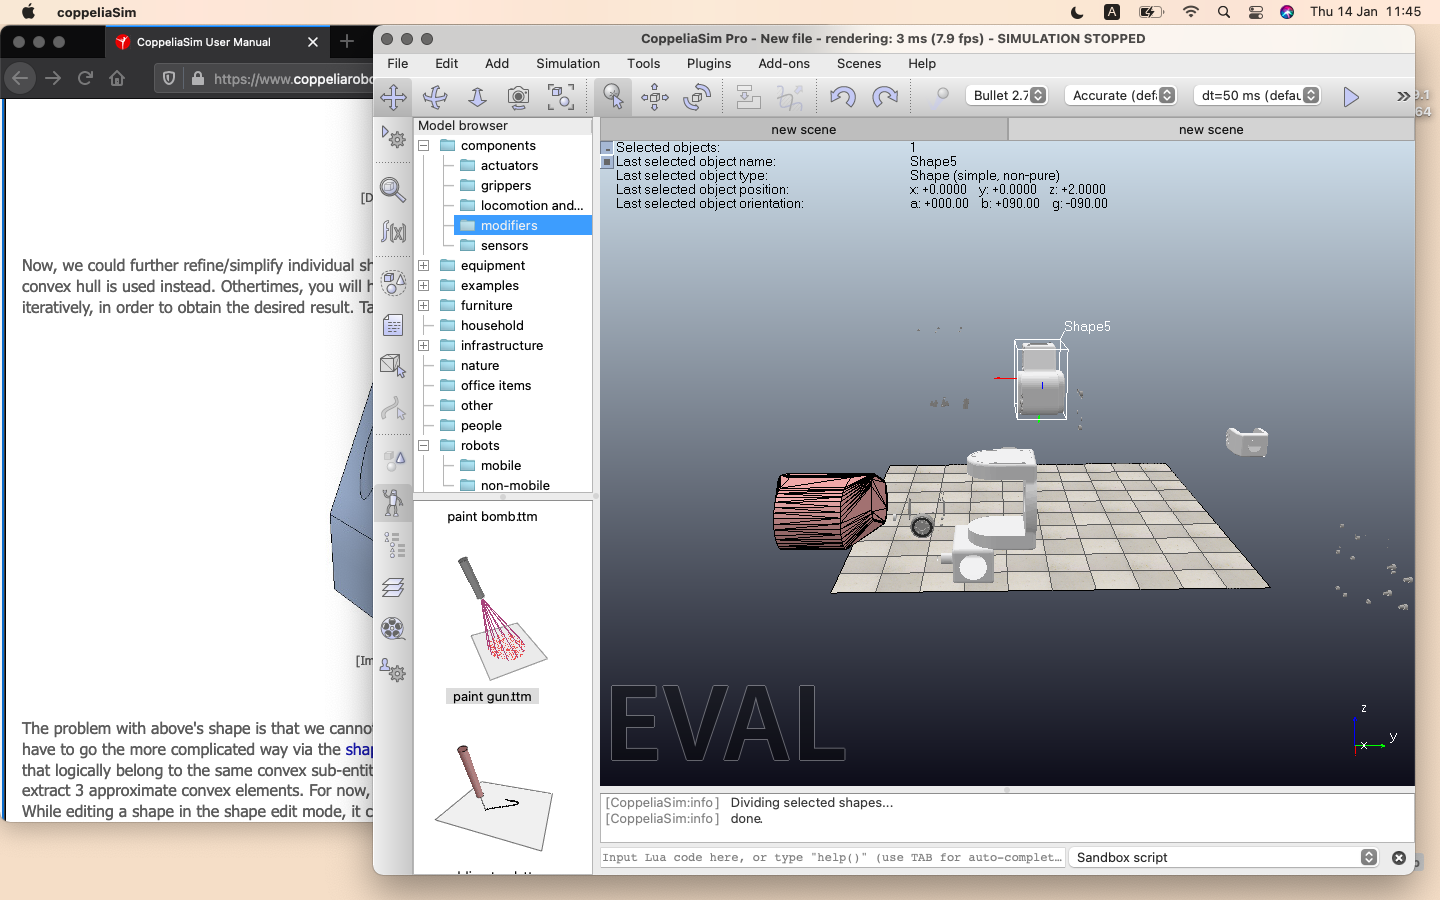 coppeliaSim
A
Thu 14 Jan 11:45
CoppeliaSim User Manual
https://www.coppeliarobo
[D
Now, we could further refine/simplify individual sh
convex hull is used instead. Othertimes, you will h
iteratively, in order to obtain the desired result. Ta
[Im
The problem with above's shape is that we canno
have to go the more complicated way via the shap
that logically belong to the same convex sub-entit
extract 3 approximate convex elements. For now,
While editing a shape in the shape edit mode, it c
CoppeliaSim Pro - New file - rendering: 3 ms (7.9 fps) - SIMULATION STOPPED
File Edit Add Simulation Tools Plugins Add-ons Scenes Help
Bullet 2.7 Accurate (defa dt=50 ms (defau
f(x)
Model browser
components
actuators
grippers
locomotion and...
modifiers
sensors
equipment
examples
furniture
household
infrastructure
nature
office items
other
people
robots
mobile
non-mobile
paint bomb.ttm
paint gun.ttm
new scene new scene
Selected objects: 1
Last selected object name: Shape5
Last selected object type: Shape (simple, non-pure)
Last selected object position: x: +0.0000 y: +0.0000 z: +2.0000
Last selected object orientation: a: +000.00 b: +090.00 g: -090.00
Shape5
EVAL
z
x y
[CoppeliaSim:info] Dividing selected shapes...
[CoppeliaSim:info] done.
Input Lua code here, or type "help()" (use TAB for auto-complet...
Sandbox script